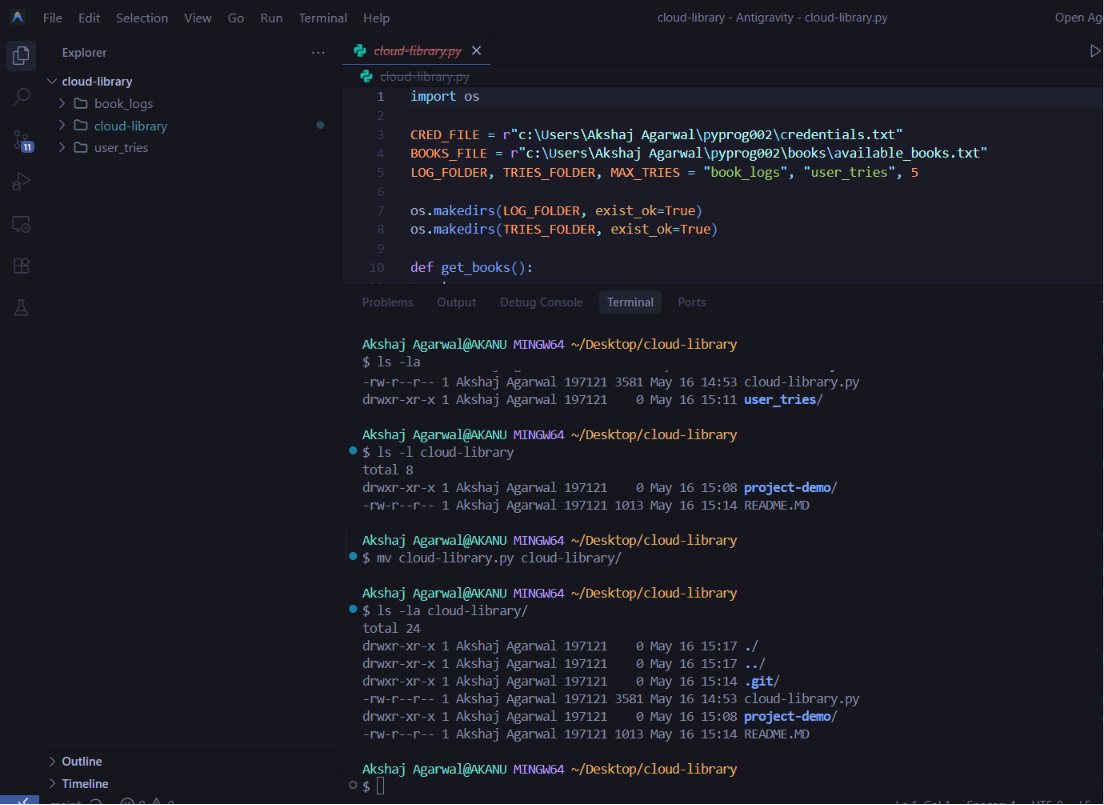 File Edit Selection View Go Run Terminal Help
cloud-library - Antigravity - cloud-library.py
Open Ag
Explorer
cloud-library
book_logs
cloud-library
user_tries
11
cloud-library.py
cloud-library.py
1 import os
2
3 CRED_FILE = r"c:\Users\Akshaj Agarwal\pyprog002\credentials.txt"
4 BOOKS_FILE = r"c:\Users\Akshaj Agarwal\pyprog002\books\available_books.txt"
5 LOG_FOLDER, TRIES_FOLDER, MAX_TRIES = "book_logs", "user_tries", 5
6
7 os.makedirs(LOG_FOLDER, exist_ok=True)
8 os.makedirs(TRIES_FOLDER, exist_ok=True)
9
10 def get_books():
Problems Output Debug Console Terminal Ports
Akshaj Agarwal@AKANU MINGW64 ~/Desktop/cloud-library
$ ls -la
-rw-r--r-- 1 Akshaj Agarwal 197121 3581 May 16 14:53 cloud-library.py
drwxr-xr-x 1 Akshaj Agarwal 197121 0 May 16 15:11 user_tries/
Akshaj Agarwal@AKANU MINGW64 ~/Desktop/cloud-library
$ ls -l cloud-library
total 8
drwxr-xr-x 1 Akshaj Agarwal 197121 0 May 16 15:08 project-demo/
-rw-r--r-- 1 Akshaj Agarwal 197121 1013 May 16 15:14 README.MD
Akshaj Agarwal@AKANU MINGW64 ~/Desktop/cloud-library
$ mv cloud-library.py cloud-library/
Akshaj Agarwal@AKANU MINGW64 ~/Desktop/cloud-library
$ ls -la cloud-library/
total 24
drwxr-xr-x 1 Akshaj Agarwal 197121 0 May 16 15:17 ./
drwxr-xr-x 1 Akshaj Agarwal 197121 0 May 16 15:17 ../
drwxr-xr-x 1 Akshaj Agarwal 197121 0 May 16 15:14 .git/
-rw-r--r-- 1 Akshaj Agarwal 197121 3581 May 16 14:53 cloud-library.py
drwxr-xr-x 1 Akshaj Agarwal 197121 0 May 16 15:08 project-demo/
-rw-r--r-- 1 Akshaj Agarwal 197121 1013 May 16 15:14 README.MD
Akshaj Agarwal@AKANU MINGW64 ~/Desktop/cloud-library
$
Outline
Timeline